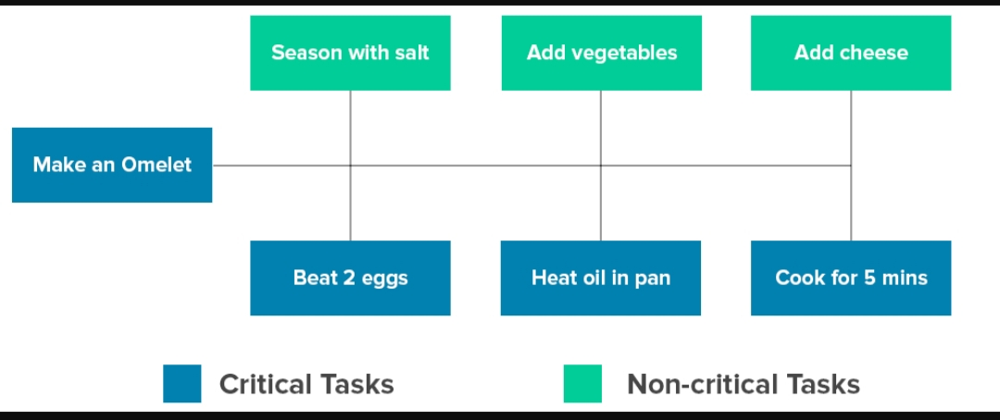 Season with salt
Add vegetables
Add cheese
Make an Omelet
Beat 2 eggs
Heat oil in pan
Cook for 5 mins
Critical Tasks
Non-critical Tasks